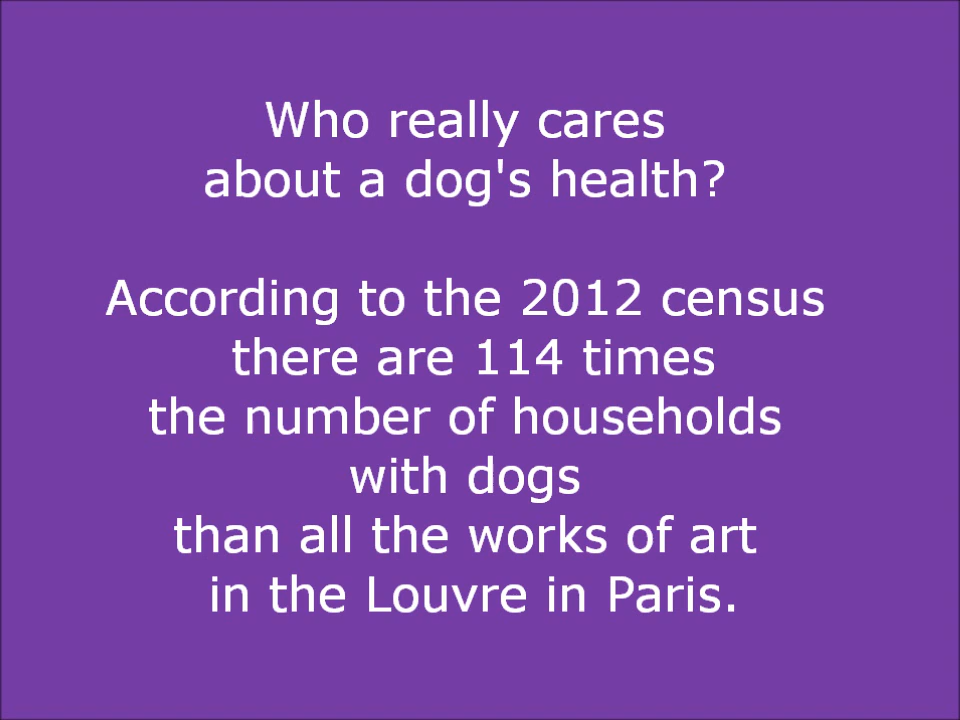 Who really cares
about a dog's health?
According to the 2012 census
there are 114 times
the number of households
with dogs
than all the works of art
in the Louvre in Paris.